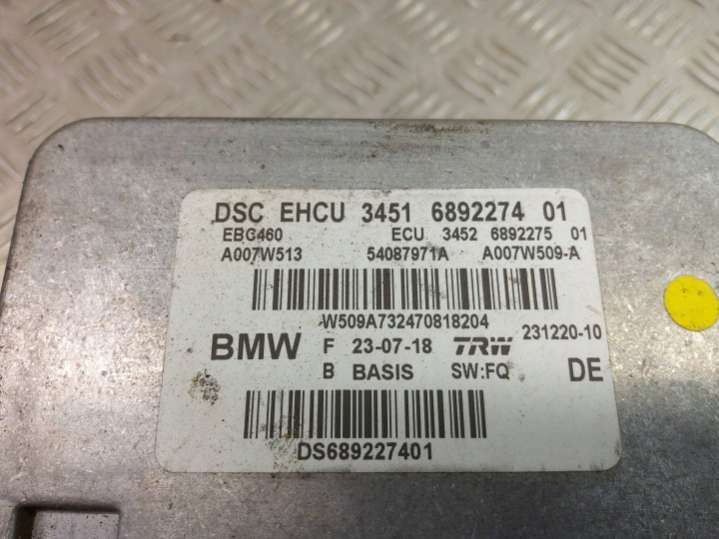 DSC EHCU 3451 6892274 01
EBC460 ECU 3452 6892275 01
A007W513 54087971A A007W509-A
W509A732470818204
BMW F 23-07-18 TRW 231220-10
B BASIS SW:FQ DE
DS689227401